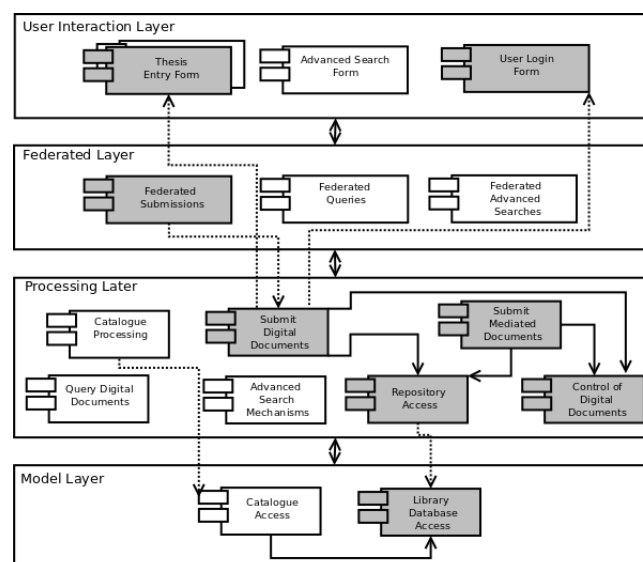 User Interaction Layer
Thesis
Entry Form
Advanced Search
Form
User Login
Form
Federated Layer
Federated
Submissions
Federated
Queries
Federated
Advanced
Searches
Processing Later
Catalogue
Processing
Submit
Digital
Documents
Submit
Mediated
Documents
Query Digital
Documents
Advanced
Search
Mechanisms
Repository
Access
Control of
Digital
Documents
Model Layer
Catalogue
Access
Library
Database
Access